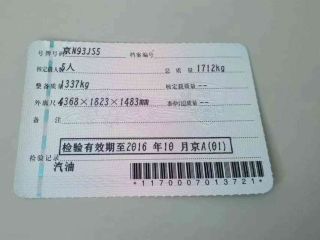 号牌号码 京N93J55 档案编号
核定载人数 5人 总质量 1712kg
整备质量 1337kg 核定载质量 --
外廓尺 4368×1823×1483mm 准牵引总质量 --
备注
检验有效期至2016 年 10 月京A(01)
检验记录
汽油
*1170007013721*